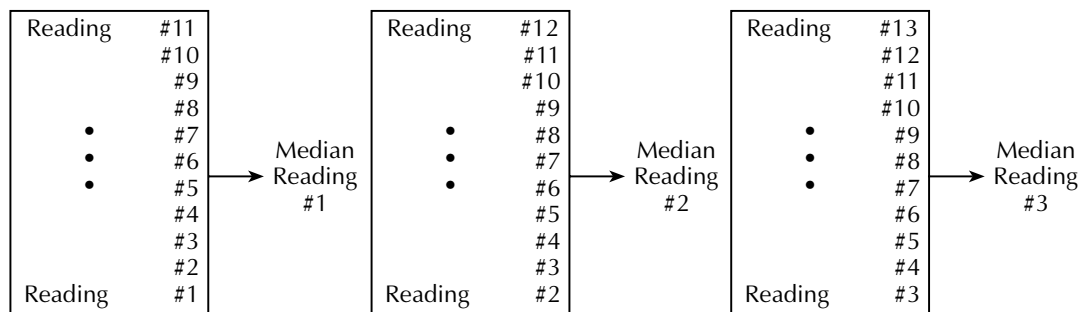 Reading #11
#10
#9
#8
#7
#6
#5
#4
#3
#2
Reading #1
Median
Reading
#1
Reading #12
#11
#10
#9
#8
#7
#6
#5
#4
#3
Reading #2
Median
Reading
#2
Reading #13
#12
#11
#10
#9
#8
#7
#6
#5
#4
Reading #3
Median
Reading
#3